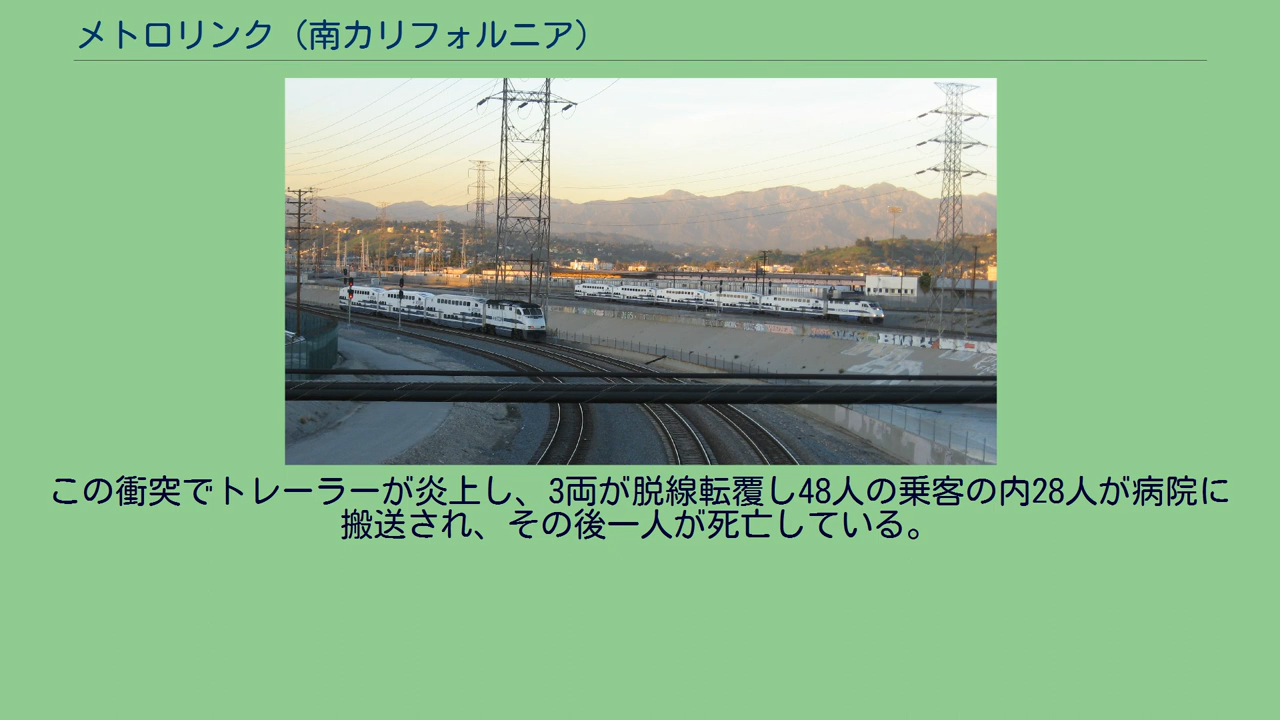 メトロリンク（南カリフォルニア）
この衝突でトレーラーが炎上し、3両が脱線転覆し48人の乗客の内28人が病院に
搬送され、その後一人が死亡している。